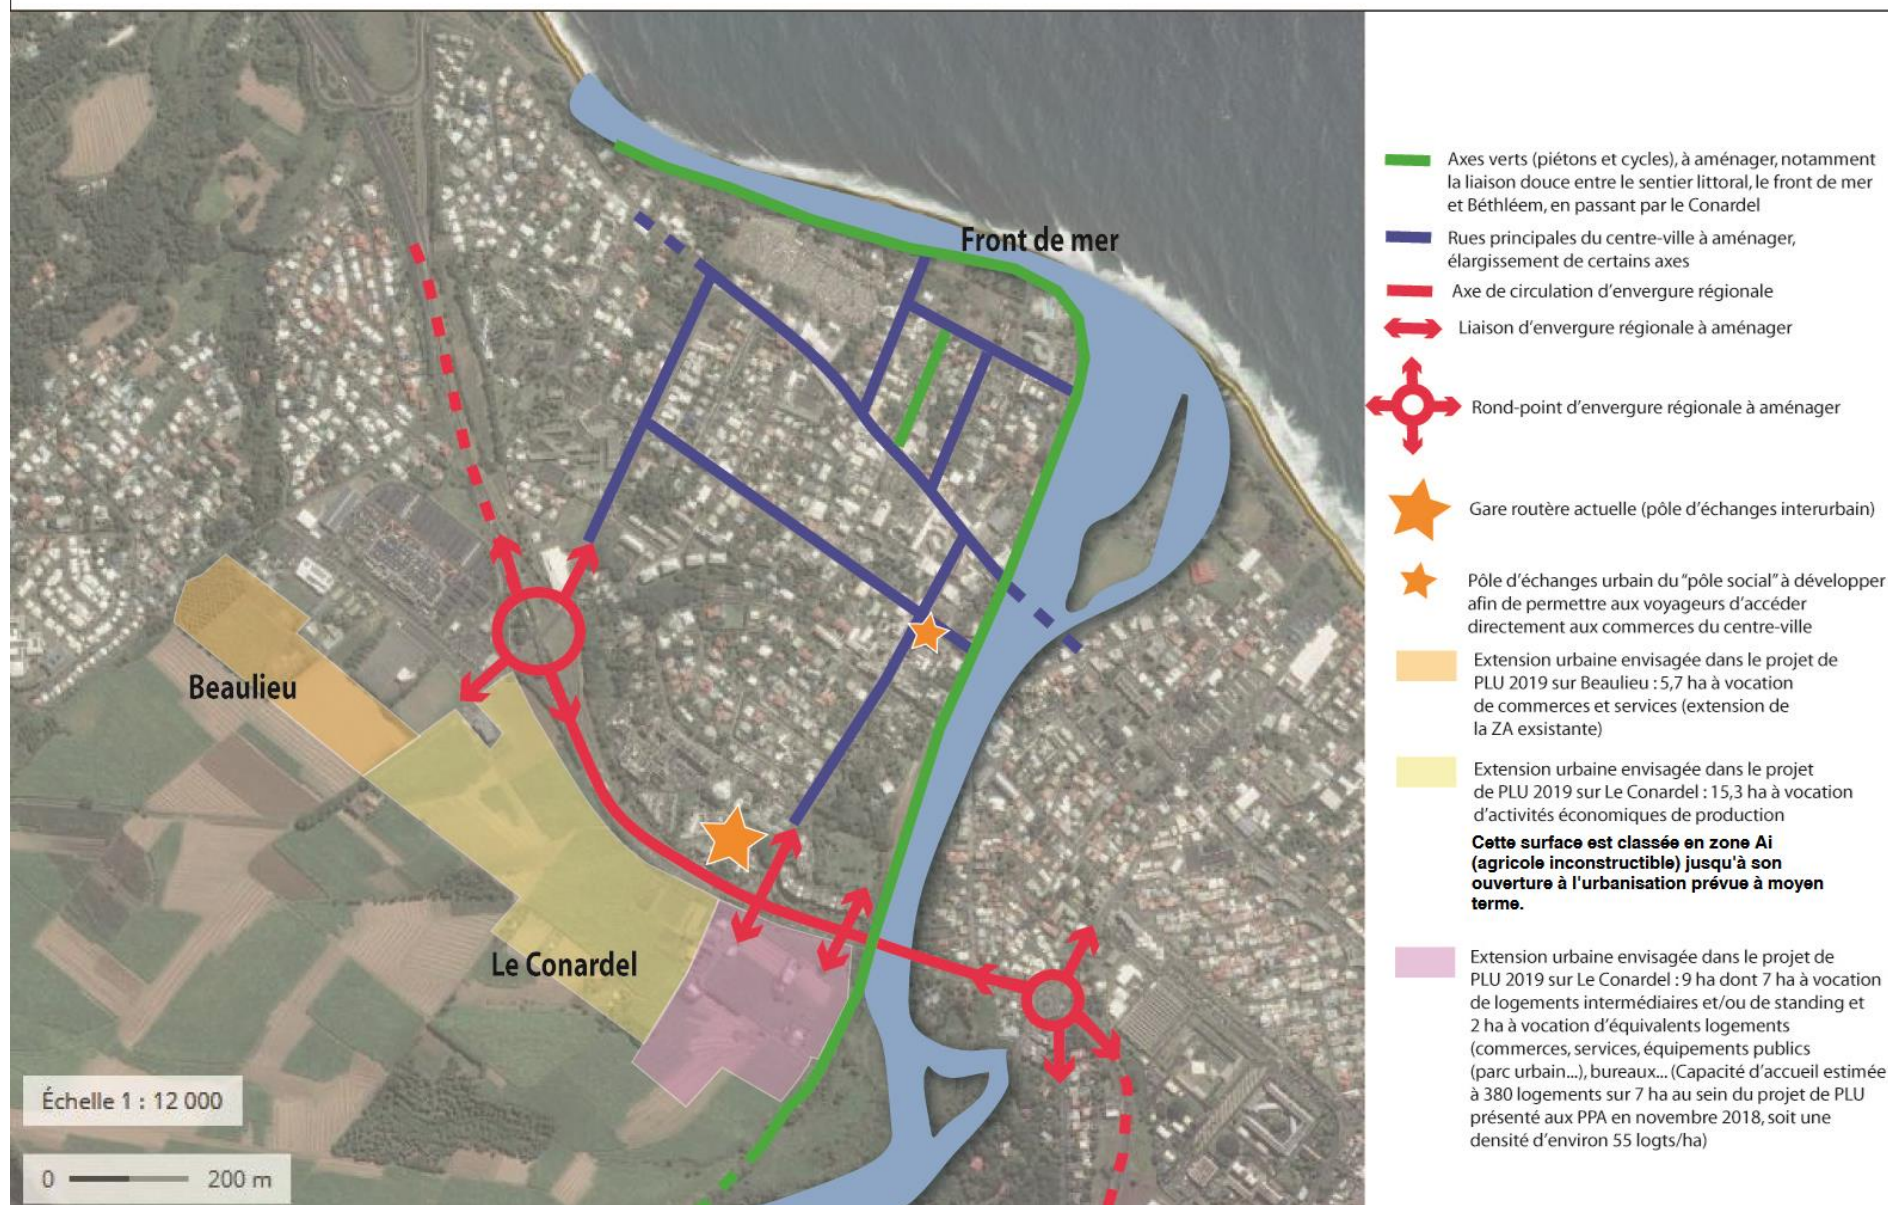 Front de mer
Beaulieu
Le Conardel
Échelle 1 : 12 000
0 200 m
Axes verts (piétons et cycles), à aménager, notamment
la liaison douce entre le sentier littoral, le front de mer
et Béthléem, en passant par le Conardel
Rues principales du centre-ville à aménager,
élargissement de certains axes
Axe de circulation d'envergure régionale
Liaison d'envergure régionale à aménager
Rond-point d'envergure régionale à aménager
Gare routère actuelle (pôle d'échanges interurbain)
Pôle d'échanges urbain du "pôle social" à développer
afin de permettre aux voyageurs d'accéder
directement aux commerces du centre-ville
Extension urbaine envisagée dans le projet de
PLU 2019 sur Beaulieu : 5,7 ha à vocation
de commerces et services (extension de
la ZA exsistante)
Extension urbaine envisagée dans le projet
de PLU 2019 sur Le Conardel : 15,3 ha à vocation
d'activités économiques de production
Cette surface est classée en zone Ai
(agricole inconstructible) jusqu'à son
ouverture à l'urbanisation prévue à moyen
terme.
Extension urbaine envisagée dans le projet de
PLU 2019 sur Le Conardel : 9 ha dont 7 ha à vocation
de logements intermédiaires et/ou de standing et
2 ha à vocation d'équivalents logements
(commerces, services, équipements publics
(parc urbain...), bureaux... (Capacité d'accueil estimée
à 380 logements sur 7 ha au sein du projet de PLU
présenté aux PPA en novembre 2018, soit une
densité d'environ 55 logts/ha)